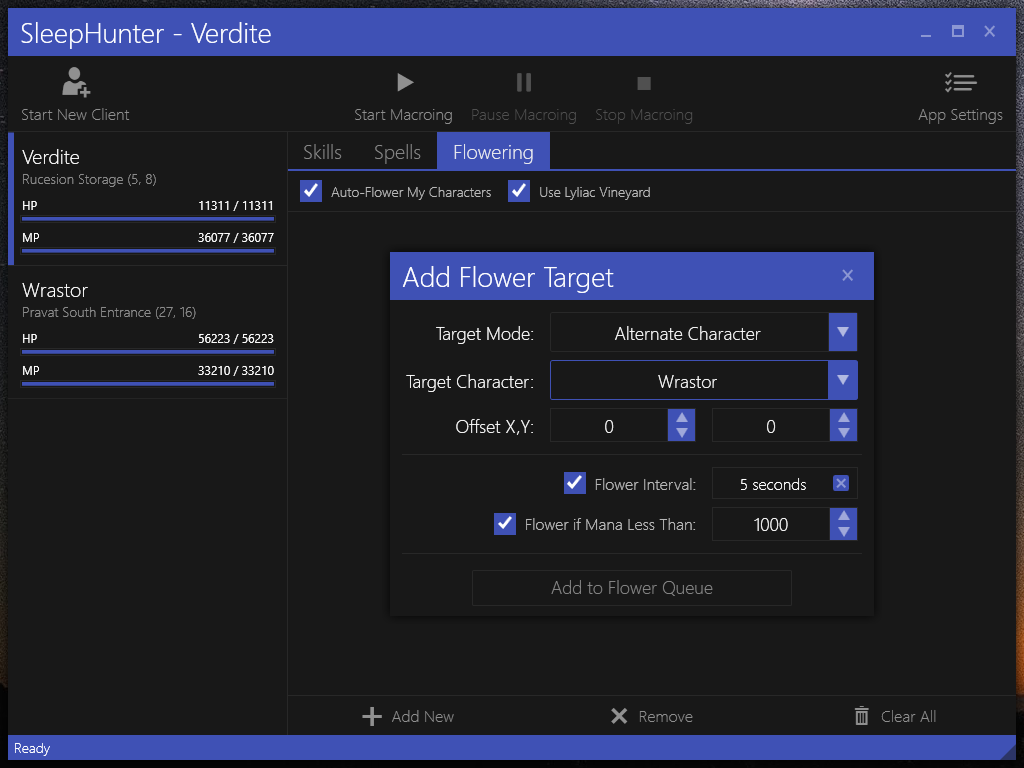 SleepHunter - Verdite
Start New Client
Start Macroing
Pause Macroing
Stop Macroing
App Settings
Verdite
Rucesion Storage (5, 8)
HP 11311 / 11311
MP 36077 / 36077
Wrastor
Pravat South Entrance (27, 16)
HP 56223 / 56223
MP 33210 / 33210
Skills
Spells
Flowering
Auto-Flower My Characters
Use Lyliac Vineyard
Add Flower Target
Target Mode: Alternate Character
Target Character: Wrastor
Offset X,Y: 0 0
Flower Interval: 5 seconds
Flower if Mana Less Than: 1000
Add to Flower Queue
Add New
Remove
Clear All
Ready